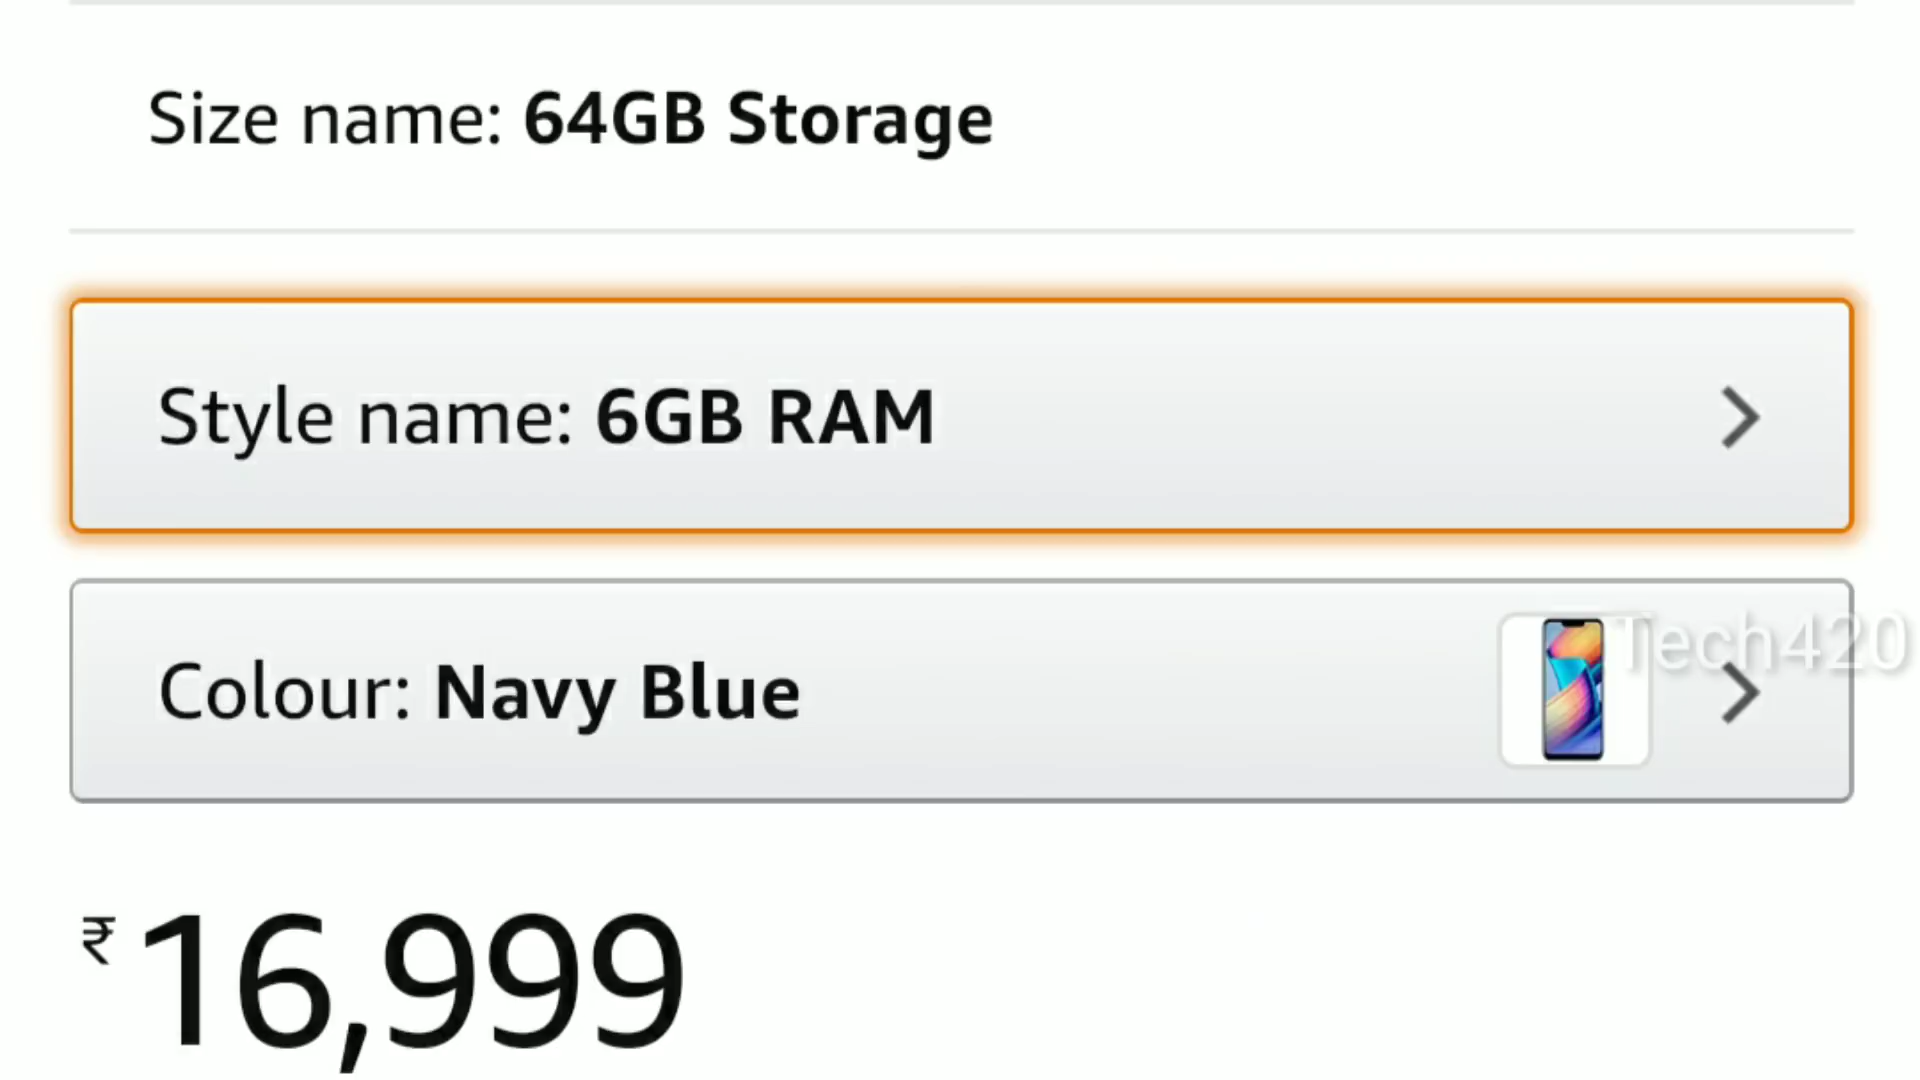 Size name: 64GB Storage
Style name: 6GB RAM
Tech420
Colour: Navy Blue
₹16,999